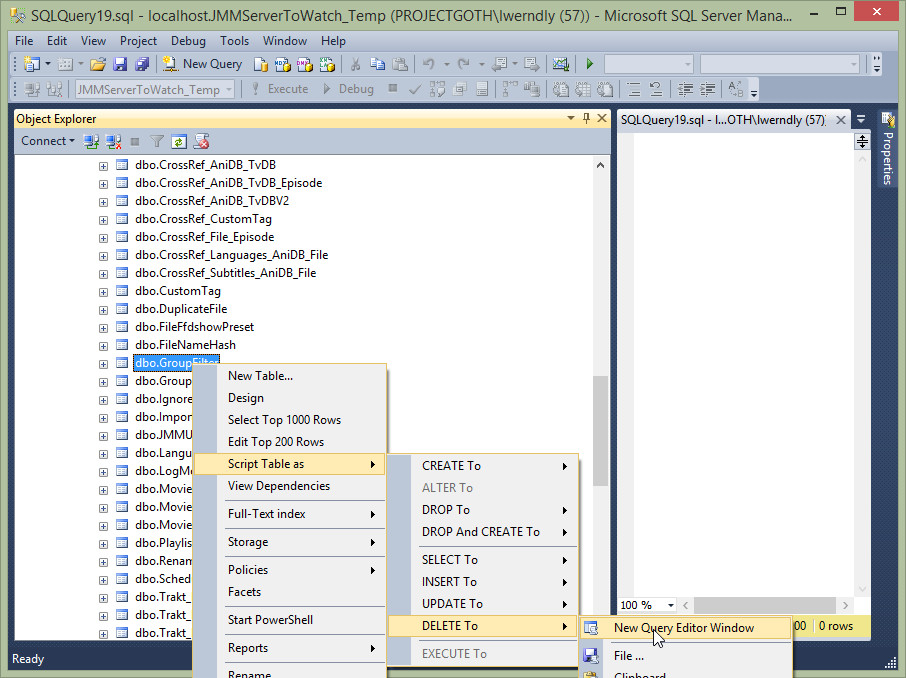 SQLQuery19.sql - localhost.JMMServerToWatch_Temp (PROJECTGOTH\lwerndly (57)) - Microsoft SQL Server Mana...
File Edit View Project Debug Tools Window Help
New Query
JMMServerToWatch_Temp Execute Debug
Object Explorer
SQLQuery19.sql - l...OTH\lwerndly (57)
Properties
Connect
dbo.CrossRef_AniDB_TvDB
dbo.CrossRef_AniDB_TvDB_Episode
dbo.CrossRef_AniDB_TvDBV2
dbo.CrossRef_CustomTag
dbo.CrossRef_File_Episode
dbo.CrossRef_Languages_AniDB_File
dbo.CrossRef_Subtitles_AniDB_File
dbo.CustomTag
dbo.DuplicateFile
dbo.FileFfdshowPreset
dbo.FileNameHash
dbo.GroupFilter
dbo.Group
dbo.Ignore
dbo.Impor
dbo.JMMU
dbo.Langu
dbo.LogM
dbo.Movie
dbo.Movie
dbo.Movie
dbo.Playlis
dbo.Renam
dbo.Sched
dbo.Trakt_
dbo.Trakt_
dbo.Trakt_
New Table...
Design
Select Top 1000 Rows
Edit Top 200 Rows
Script Table as
View Dependencies
Full-Text index
Storage
Policies
Facets
Start PowerShell
Reports
Rename
CREATE To
ALTER To
DROP To
DROP And CREATE To
SELECT To
INSERT To
UPDATE To
DELETE To
EXECUTE To
New Query Editor Window
File ...
Clipboard
100 %
00 0 rows
Ready